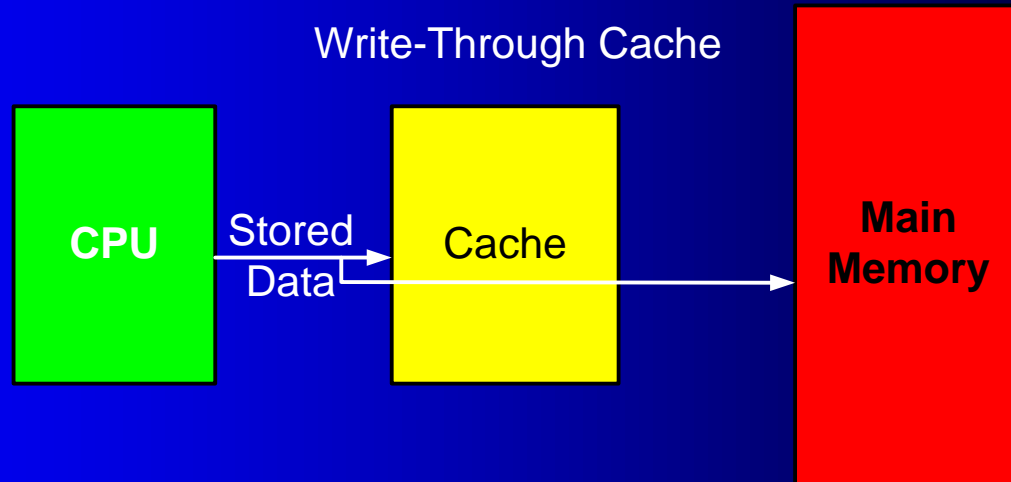 Write-Through Cache
CPU
Stored
Data
Cache
Main
Memory